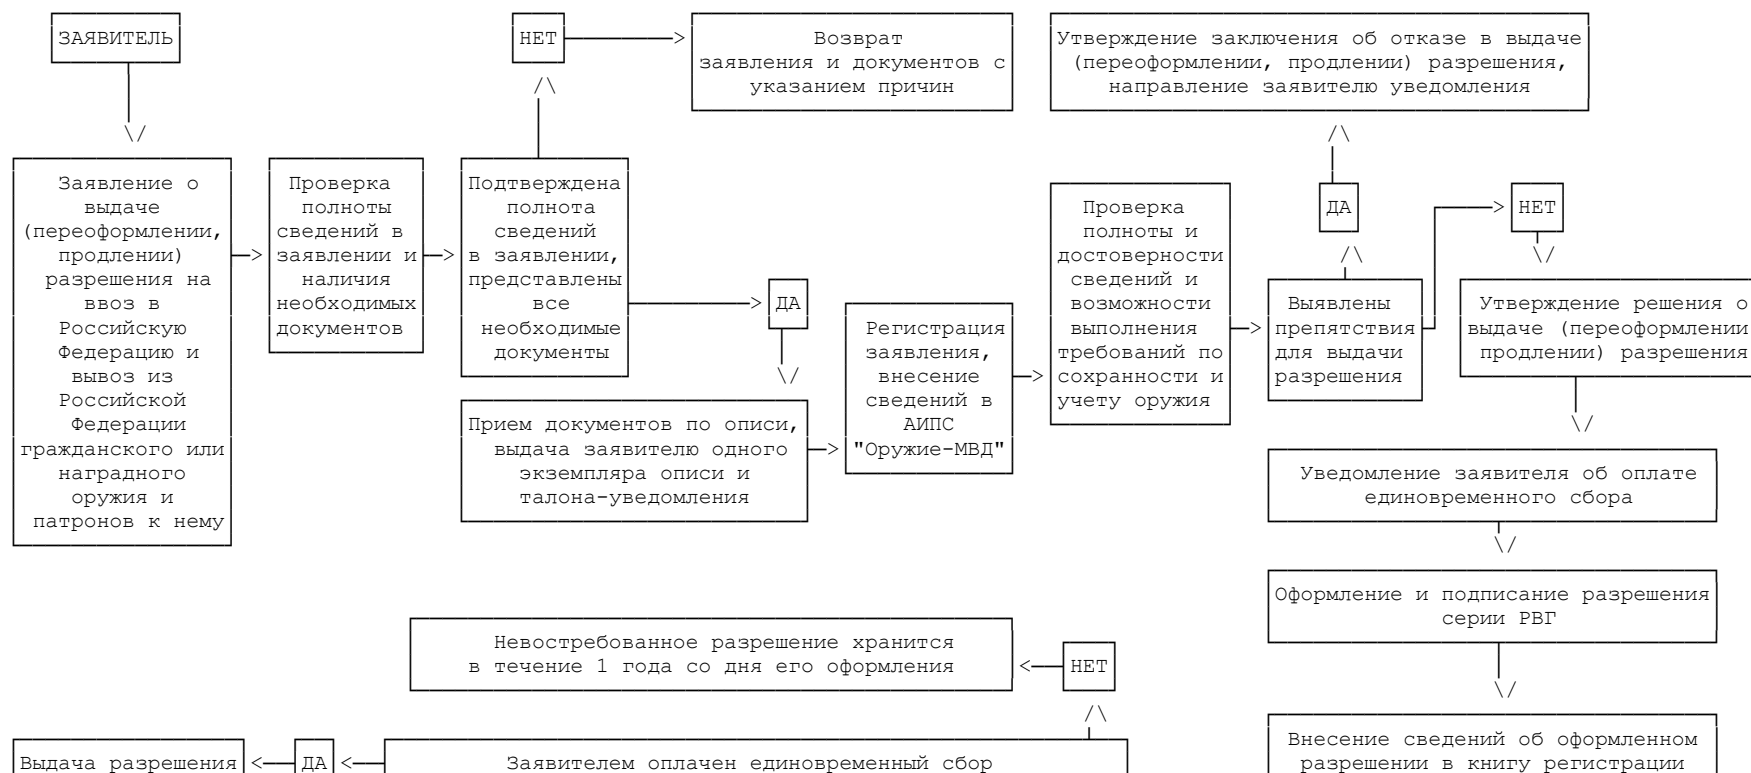 ЗАЯВИТЕЛЬ
НЕТ
Возврат
заявления и документов с
указанием причин
Утверждение заключения об отказе в выдаче
(переоформлении, продлении) разрешения,
направление заявителю уведомления
Заявление о
выдаче
(переоформлении,
продлении)
разрешения на
ввоз в
Российскую
Федерацию и
вывоз из
Российской
Федерации
гражданского или
наградного
оружия и
патронов к нему
Проверка
полноты
сведений в
заявлении и
наличия
необходимых
документов
Подтверждена
полнота
сведений
в заявлении,
представлены
все
необходимые
документы
ДА
Прием документов по описи,
выдача заявителю одного
экземпляра описи и
талона-уведомления
Регистрация
заявления,
внесение
сведений в
АИПС
"Оружие-МВД"
Проверка
полноты и
достоверности
сведений и
возможности
выполнения
требований по
сохранности и
учету оружия
Выявлены
препятствия
для выдачи
разрешения
ДА
НЕТ
Утверждение решения о
выдаче (переоформлении
продлении) разрешения
Уведомление заявителя об оплате
единовременного сбора
Оформление и подписание разрешения
серии РВГ
Внесение сведений об оформленном
разрешении в книгу регистрации
Невостребованное разрешение хранится
в течение 1 года со дня его оформления
НЕТ
Заявителем оплачен единовременный сбор
ДА
Выдача разрешения